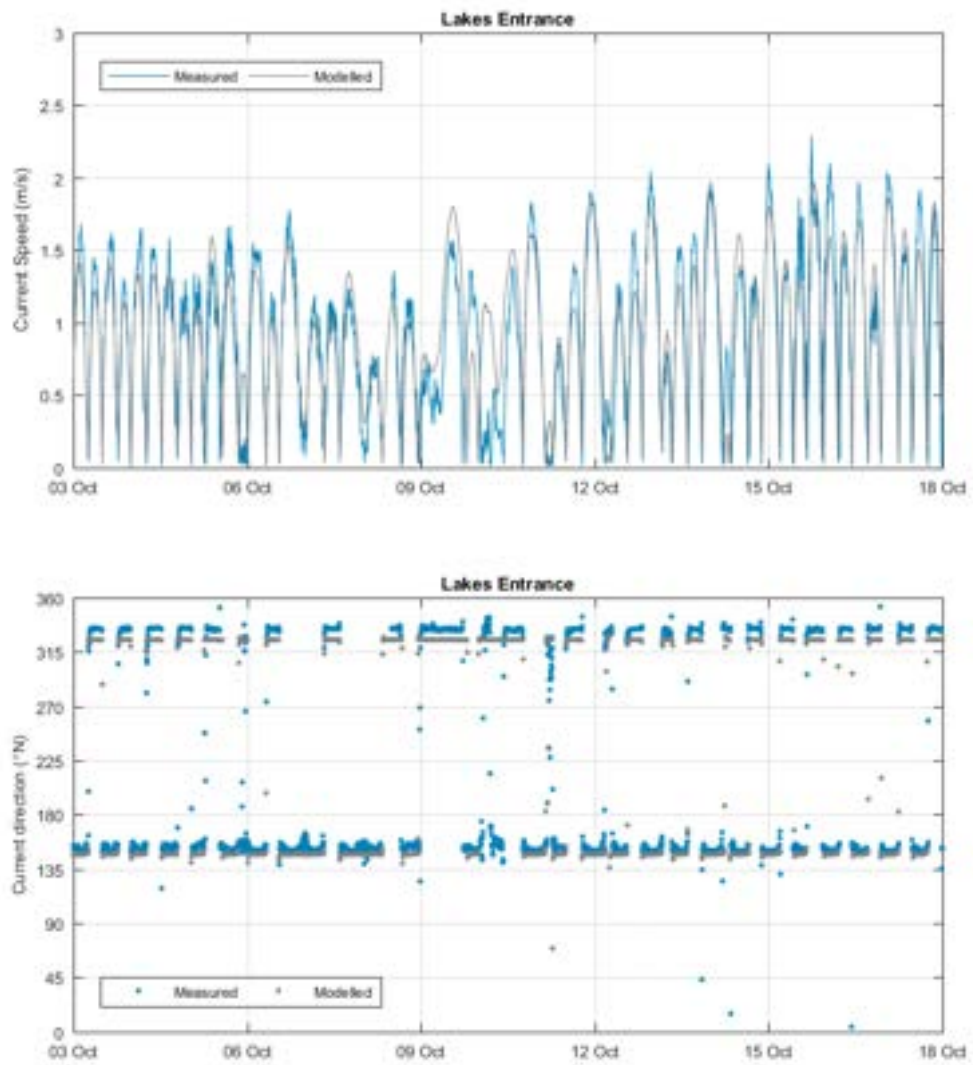 Lakes Entrance
3
2.5
2
1.5
1
0.5
0
Current Speed (m/s)
Measured Modelled
03 Oct 06 Oct 09 Oct 12 Oct 15 Oct 18 Oct
Lakes Entrance
360
315
270
225
180
135
90
45
0
Current direction (°N)
Measured Modelled
03 Oct 06 Oct 09 Oct 12 Oct 15 Oct 18 Oct